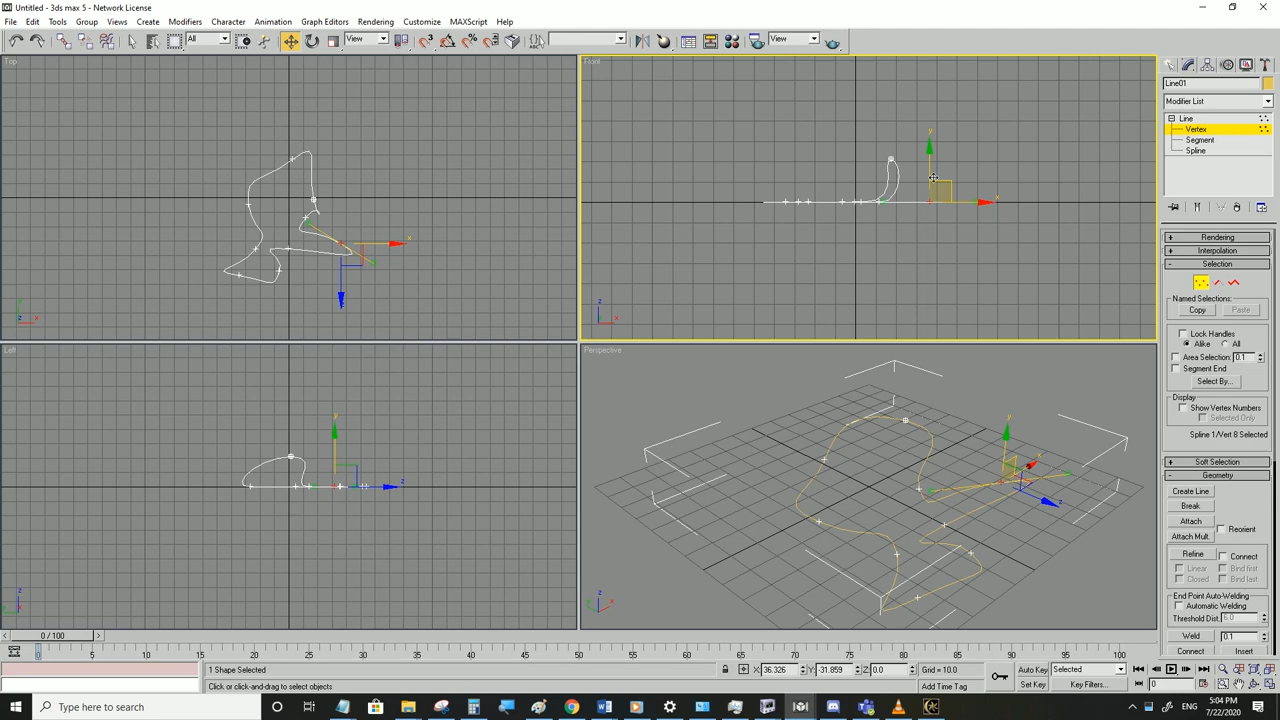 Untitled - 3ds max 5 - Network License
File Edit Tools Group Views Create Modifiers Character Animation Graph Editors Rendering Customize MAXScript Help
All View View
Top
Front
Left
Perspective
Line01
Modifier List
Line
Vertex
Segment
Spline
+ Rendering
+ Interpolation
- Selection
Named Selections:
Copy Paste
Lock Handles
Alike All
Area Selection: 0.1
Segment End
Select By...
Display
Show Vertex Numbers
Selected Only
Spline 1/Vert 8 Selected
+ Soft Selection
- Geometry
Create Line
Break
Attach Reorient
Attach Mult.
Refine Connect
Linear Bind first
Closed Bind last
End Point Auto-Welding
Automatic Welding
Threshold Dist. 6.0
Weld 0.1
Connect Insert
0 / 100
0 5 10 15 20 25 30 35 40 45 50 55 60 65 70 75 80 85 90 95 100
1 Shape Selected X: 36.326 Y: -31.859 Z: 0.0 Grid = 10.0 Auto Key Selected
Click or click-and-drag to select objects Add Time Tag Set Key Key Filters... 0
Type here to search
ENG
5:04 PM
7/22/2020